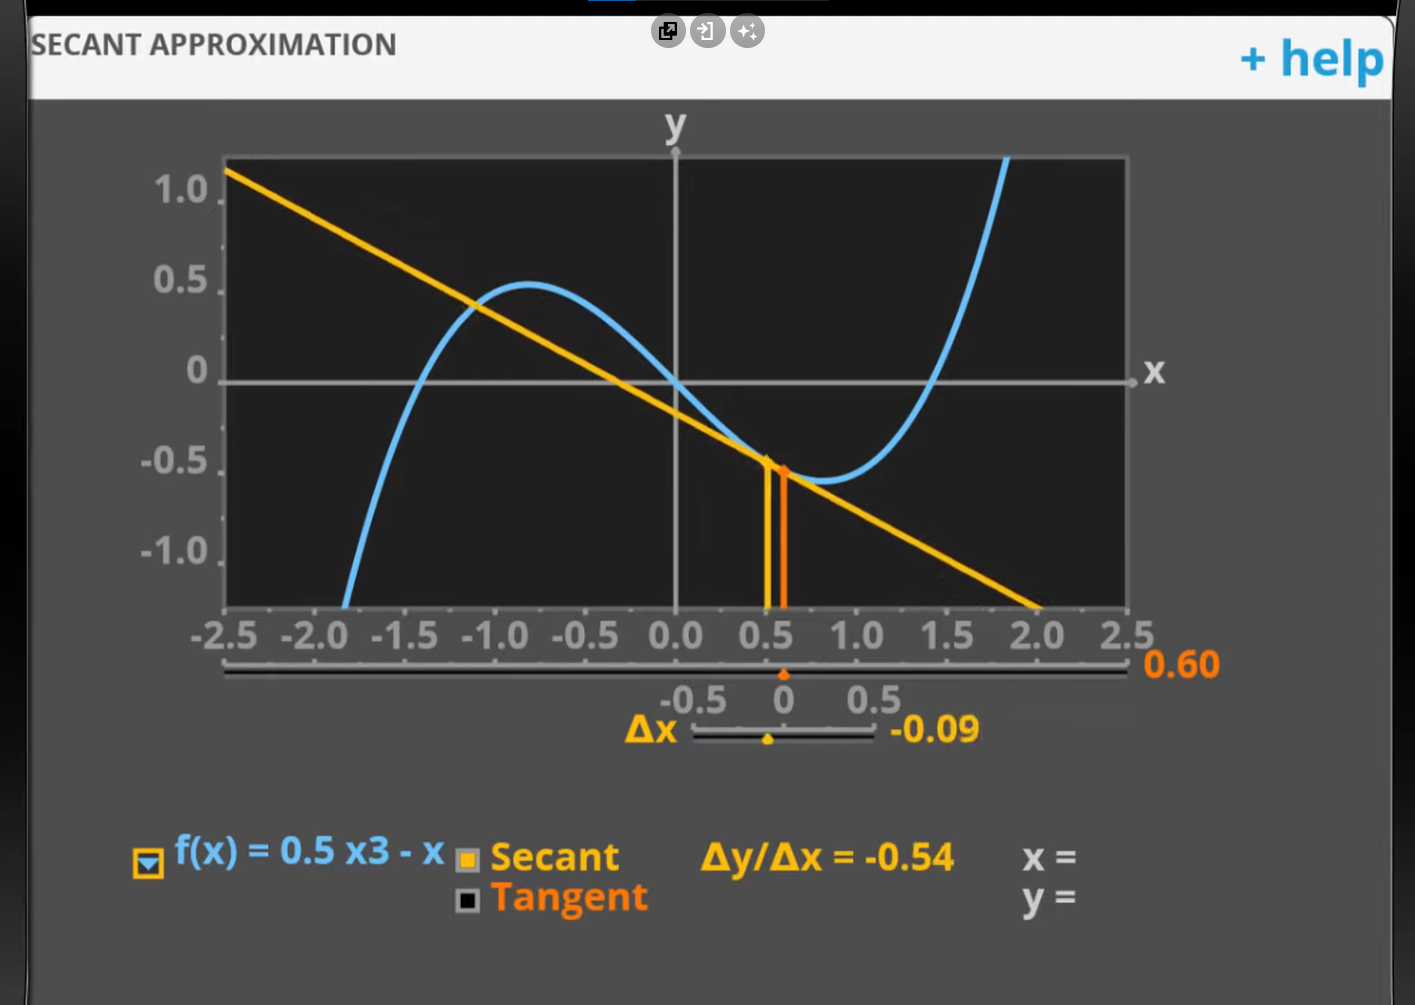 SECANT APPROXIMATION
+ help
y
1.0
0.5
0
x
-0.5
-1.0
-2.5 -2.0 -1.5 -1.0 -0.5 0.0 0.5 1.0 1.5 2.0 2.5
0.60
-0.5 0 0.5
Δx -0.09
f(x) = 0.5 x3 - x Secant Δy/Δx = -0.54 x =
Tangent y =